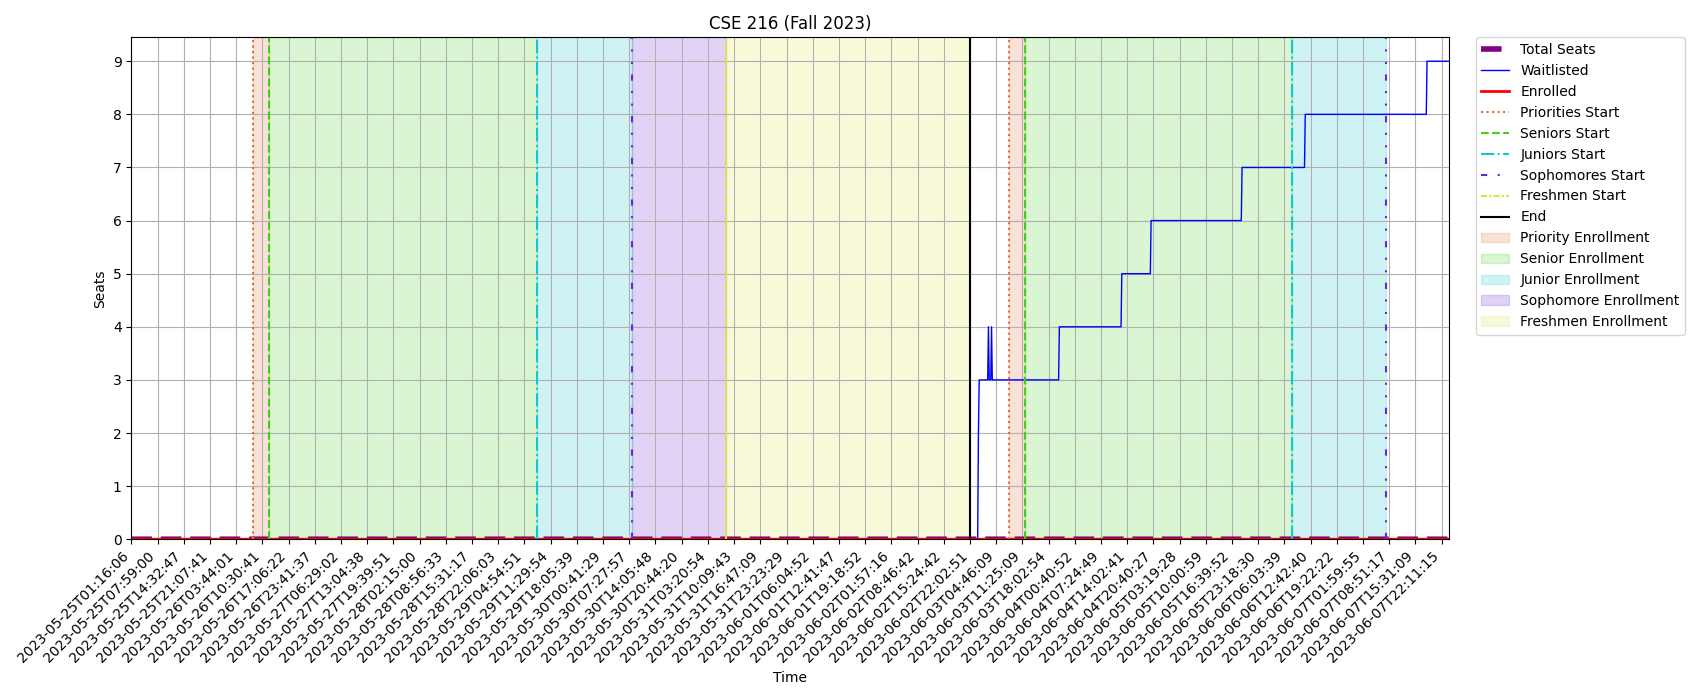 CSE 216 (Fall 2023)
9
8
7
6
5
4
3
2
1
0
Seats
2023-05-25T01:16:06
2023-05-25T07:59:00
2023-05-25T14:32:47
2023-05-25T21:07:41
2023-05-26T03:44:01
2023-05-26T10:30:41
2023-05-26T17:06:22
2023-05-26T23:41:37
2023-05-27T06:29:02
2023-05-27T13:04:38
2023-05-27T19:39:51
2023-05-28T02:15:00
2023-05-28T08:56:33
2023-05-28T15:31:17
2023-05-28T22:06:03
2023-05-29T04:54:51
2023-05-29T11:29:54
2023-05-29T18:05:39
2023-05-30T00:41:29
2023-05-30T07:27:57
2023-05-30T14:05:48
2023-05-30T20:44:20
2023-05-31T03:20:54
2023-05-31T10:09:43
2023-05-31T16:47:09
2023-05-31T23:23:29
2023-06-01T06:04:52
2023-06-01T12:41:47
2023-06-01T19:18:52
2023-06-02T01:57:16
2023-06-02T08:46:42
2023-06-02T15:24:42
2023-06-02T22:02:51
2023-06-03T04:46:09
2023-06-03T11:25:09
2023-06-03T18:02:54
2023-06-04T00:40:52
2023-06-04T07:24:49
2023-06-04T14:02:41
2023-06-04T20:40:27
2023-06-05T03:19:28
2023-06-05T10:00:59
2023-06-05T16:39:52
2023-06-05T23:18:30
2023-06-06T06:03:39
2023-06-06T12:42:40
2023-06-06T19:22:22
2023-06-07T01:59:55
2023-06-07T08:51:17
2023-06-07T15:31:09
2023-06-07T22:11:15
Time
Total Seats
Waitlisted
Enrolled
Priorities Start
Seniors Start
Juniors Start
Sophomores Start
Freshmen Start
End
Priority Enrollment
Senior Enrollment
Junior Enrollment
Sophomore Enrollment
Freshmen Enrollment